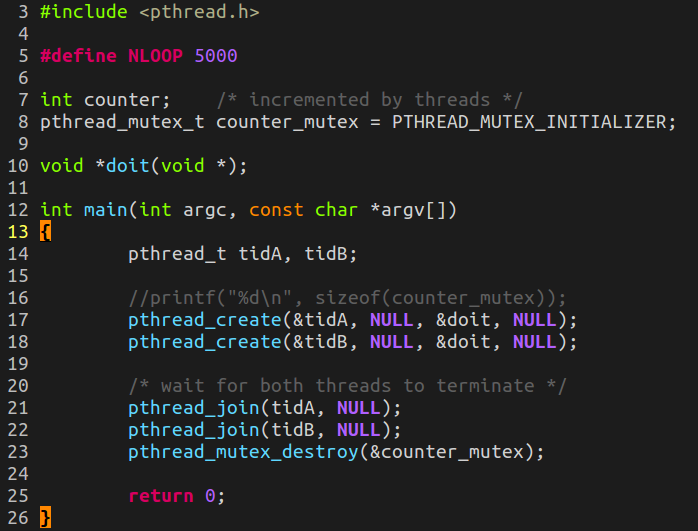 3 #include <pthread.h>
4
5 #define NLOOP 5000
6
7 int counter;    /* incremented by threads */
8 pthread_mutex_t counter_mutex = PTHREAD_MUTEX_INITIALIZER;
9
10 void *doit(void *);
11
12 int main(int argc, const char *argv[])
13 {
14         pthread_t tidA, tidB;
15
16         //printf("%d\n", sizeof(counter_mutex));
17         pthread_create(&tidA, NULL, &doit, NULL);
18         pthread_create(&tidB, NULL, &doit, NULL);
19
20         /* wait for both threads to terminate */
21         pthread_join(tidA, NULL);
22         pthread_join(tidB, NULL);
23         pthread_mutex_destroy(&counter_mutex);
24
25         return 0;
26 }